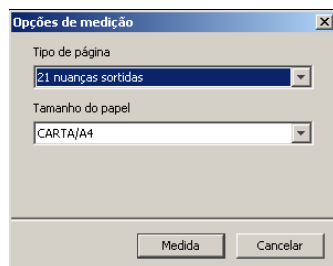 Opções de medição
Tipo de página
21 nuanças sortidas
Tamanho do papel
CARTA/A4
Medida Cancelar